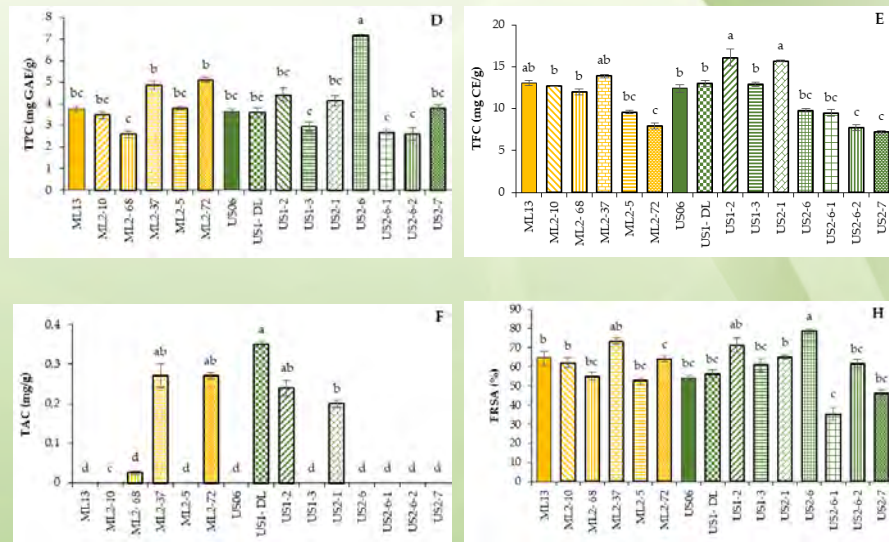 D
TPC (mg GAE/g)
8
7
6
5
4
3
2
1
0
bc bc c b bc b bc bc bc c bc a c c bc
ML13 ML2-10 ML2- 68 ML2-37 ML2-5 ML2-72 US06 US1- DL US1-2 US1-3 US2-1 US2-6 US2-6-1 US2-6-2 US2-7
E
TFC (mg CE/g)
20
15
10
5
0
ab b b ab bc c b b a b a bc bc c c
ML13 ML2-10 ML2- 68 ML2-37 ML2-5 ML2-72 US06 US1- DL US1-2 US1-3 US2-1 US2-6 US2-6-1 US2-6-2 US2-7
F
TAC (mg/g)
0.4
0.3
0.2
0.1
0
d c d ab d ab d a ab d b d d d d
ML13 ML2-10 ML2- 68 ML2-37 ML2-5 ML2-72 US06 US1-DL US1-2 US1-3 US2-1 US2-6 US2-6-1 US2-6-2 US2-7
H
FRSA (%)
90
80
70
60
50
40
30
20
10
0
b b bc ab bc c bc bc ab bc b a c bc bc
ML13 ML2-10 ML2- 68 ML2-37 ML2-5 ML2-72 US06 US1- DL US1-2 US1-3 US2-1 US2-6 US2-6-1 US2-6-2 US2-7